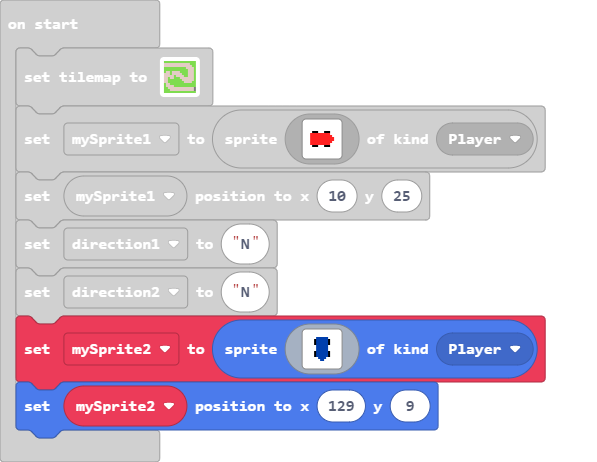 on start
set tilemap to
set mySprite1 to sprite of kind Player
set mySprite1 position to x 10 y 25
set direction1 to "N"
set direction2 to "N"
set mySprite2 to sprite of kind Player
set mySprite2 position to x 129 y 9